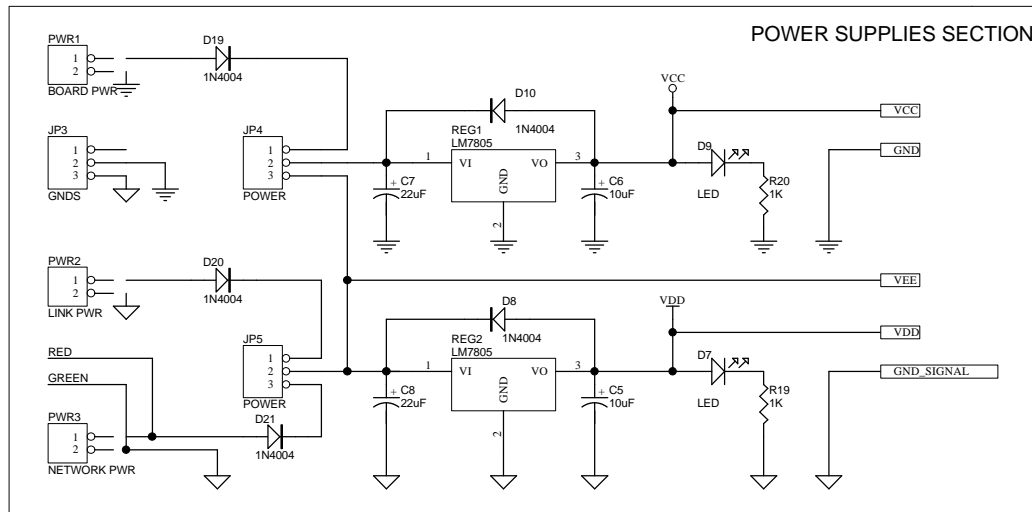 POWER SUPPLIES SECTION
PWR1
1
2
BOARD PWR
D19
1N4004
JP3
1
2
3
GNDS
JP4
1
2
3
POWER
D10
1N4004
REG1
LM7805
1
VI
VO
3
GND
2
+
C7
22uF
+
C6
10uF
VCC
D9
LED
R20
1K
VCC
GND
PWR2
1
2
LINK PWR
D20
1N4004
VEE
RED
GREEN
PWR3
1
2
NETWORK PWR
JP5
1
2
3
POWER
D21
1N4004
D8
1N4004
REG2
LM7805
1
VI
VO
3
GND
2
+
C8
22uF
+
C5
10uF
VDD
D7
LED
R19
1K
VDD
GND_SIGNAL